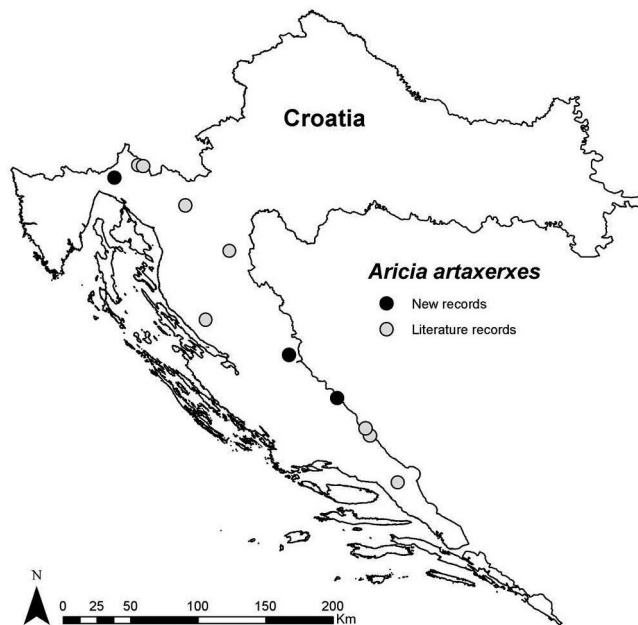 Croatia
Aricia artaxerxes
New records
Literature records
N
0 25 50 100 150 200
Km